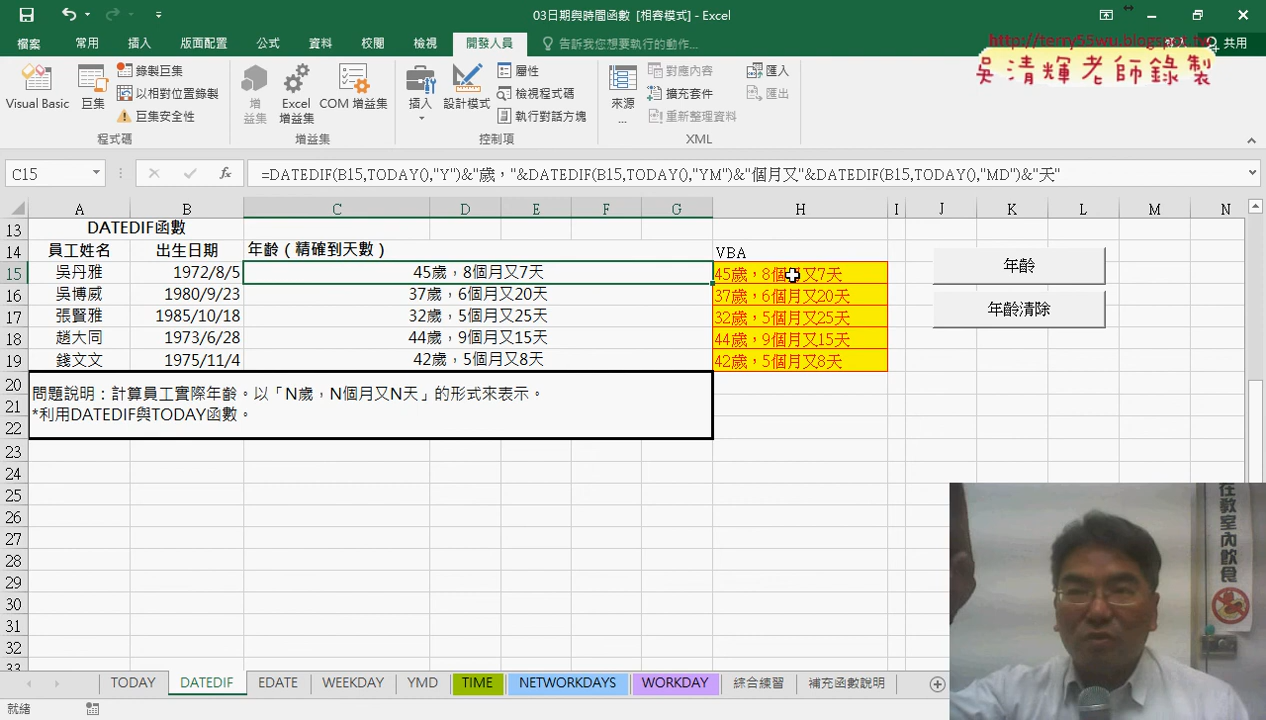 03日期與時間函數 [相容模式] - Excel
檔案 常用 插入 版面配置 公式 資料 校閱 檢視 開發人員 告訴我您想要執行的動作... 共用
http://terry55wu.blogspot.tw
吳清輝老師錄製
Visual Basic 巨集 錄製巨集 以相對位置錄製 巨集安全性 程式碼
增益集 Excel 增益集 COM 增益集 增益集
插入 設計模式 屬性 檢視程式碼 執行對話方塊 控制項
來源... 對應內容 擴充套件 重新整理資料 匯入 匯出 XML
C15 fx =DATEDIF(B15,TODAY(),"Y")&"歲，"&DATEDIF(B15,TODAY(),"YM")&"個月又"&DATEDIF(B15,TODAY(),"MD")&"天"
A B C D E F G H I J K L M N
13 DATEDIF函數
14 員工姓名 出生日期 年齡（精確到天數） VBA
15 吳丹雅 1972/8/5 45歲，8個月又7天 45歲，8個月又7天 年齡
16 吳博威 1980/9/23 37歲，6個月又20天 37歲，6個月又20天
17 張賢雅 1985/10/18 32歲，5個月又25天 32歲，5個月又25天 年齡清除
18 趙大同 1973/6/28 44歲，9個月又15天 44歲，9個月又15天
19 錢文文 1975/11/4 42歲，5個月又8天 42歲，5個月又8天
20 問題說明：計算員工實際年齡。以「N歲，N個月又N天」的形式來表示。
21 *利用DATEDIF與TODAY函數。
22
23
24
25
26
27
28
29
30
31
32
33
在教室內飲食
TODAY DATEDIF EDATE WEEKDAY YMD TIME NETWORKDAYS WORKDAY 綜合練習 補充函數說明
就緒